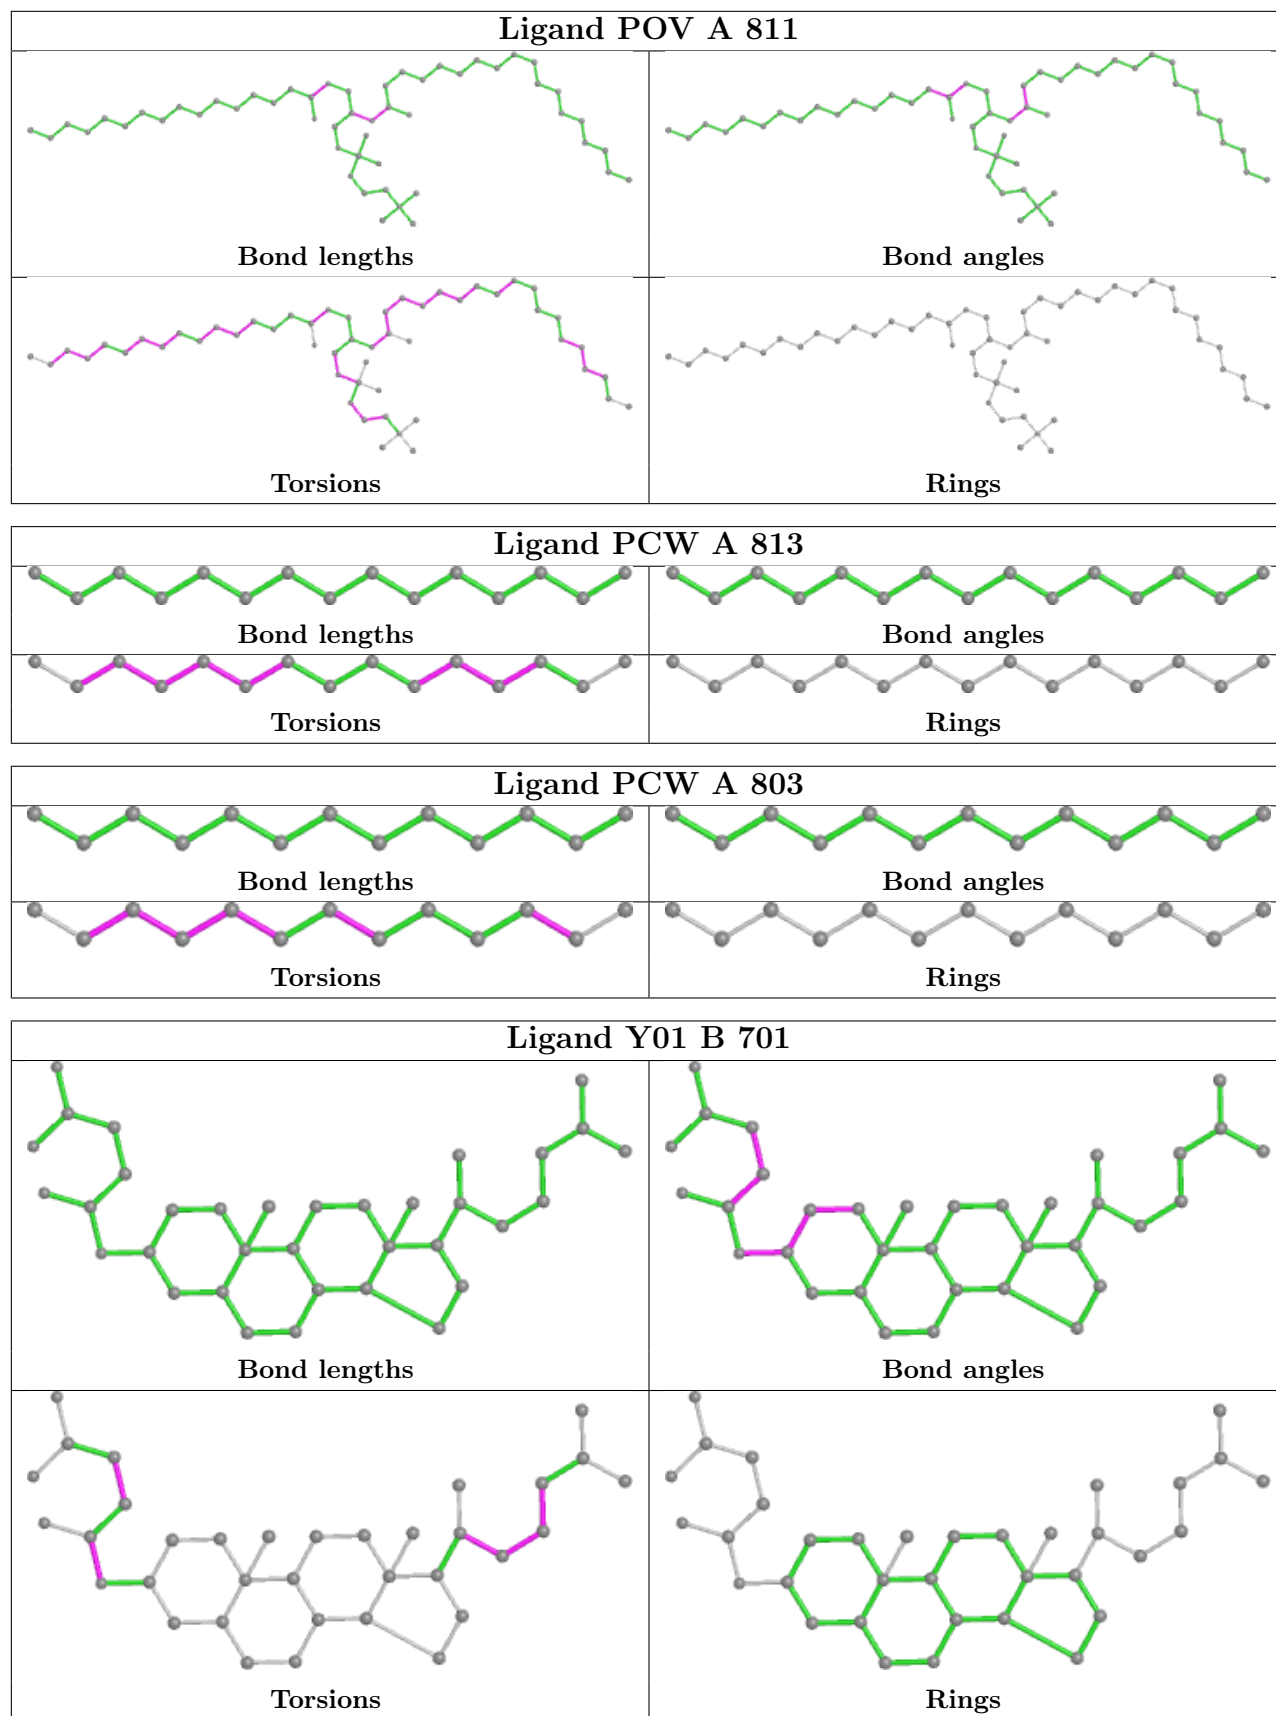 Ligand POV A 811
Bond lengths
Bond angles
Torsions
Rings
Ligand PCW A 813
Bond lengths
Bond angles
Torsions
Rings
Ligand PCW A 803
Bond lengths
Bond angles
Torsions
Rings
Ligand Y01 B 701
Bond lengths
Bond angles
Torsions
Rings